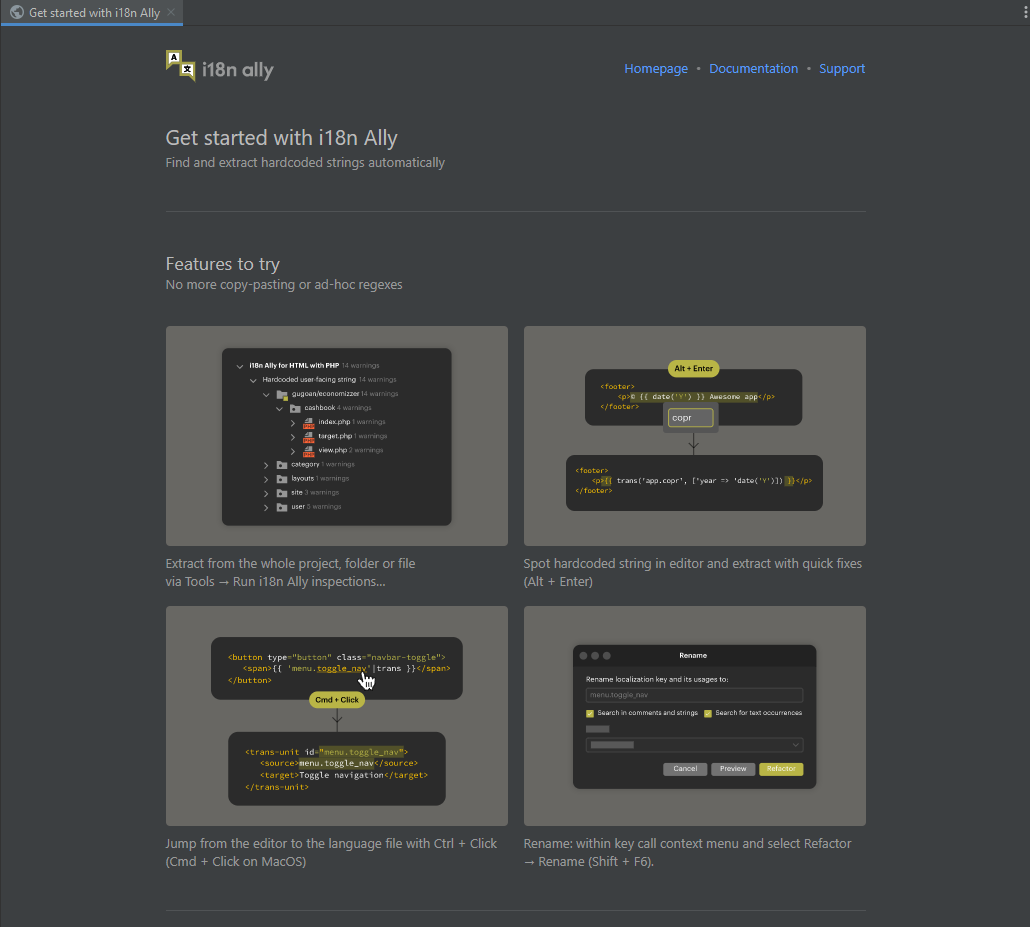 Get started with i18n Ally
A
文
i18n ally
Homepage • Documentation • Support
Get started with i18n Ally
Find and extract hardcoded strings automatically
Features to try
No more copy-pasting or ad-hoc regexes
i18n Ally for HTML with PHP 14 warnings
Hardcoded user-facing string 14 warnings
gugoan/economizzer 14 warnings
cashbook 4 warnings
index.php 1 warnings
target.php 1 warnings
view.php 2 warnings
category 1 warnings
layouts 1 warnings
site 3 warnings
user 5 warnings
Extract from the whole project, folder or file
via Tools → Run i18n Ally inspections...
Alt + Enter
<footer>
<p>© {{ date('Y') }} Awesome app</p>
</footer>
copr
<footer>
<p>{{ trans('app.copr', ['year => 'date('Y')]) }}</p>
</footer>
Spot hardcoded string in editor and extract with quick fixes
(Alt + Enter)
<button type="button" class="navbar-toggle">
<span>{{ 'menu.toggle_nav'|trans }}</span>
</button>
Cmd + Click
<trans-unit id="menu.toggle_nav">
<source>menu.toggle_nav</source>
<target>Toggle navigation</target>
</trans-unit>
Jump from the editor to the language file with Ctrl + Click
(Cmd + Click on MacOS)
Rename
Rename localization key and its usages to:
menu.toggle_nav
Search in comments and strings Search for text occurrences
Cancel Preview Refactor
Rename: within key call context menu and select Refactor
→ Rename (Shift + F6).